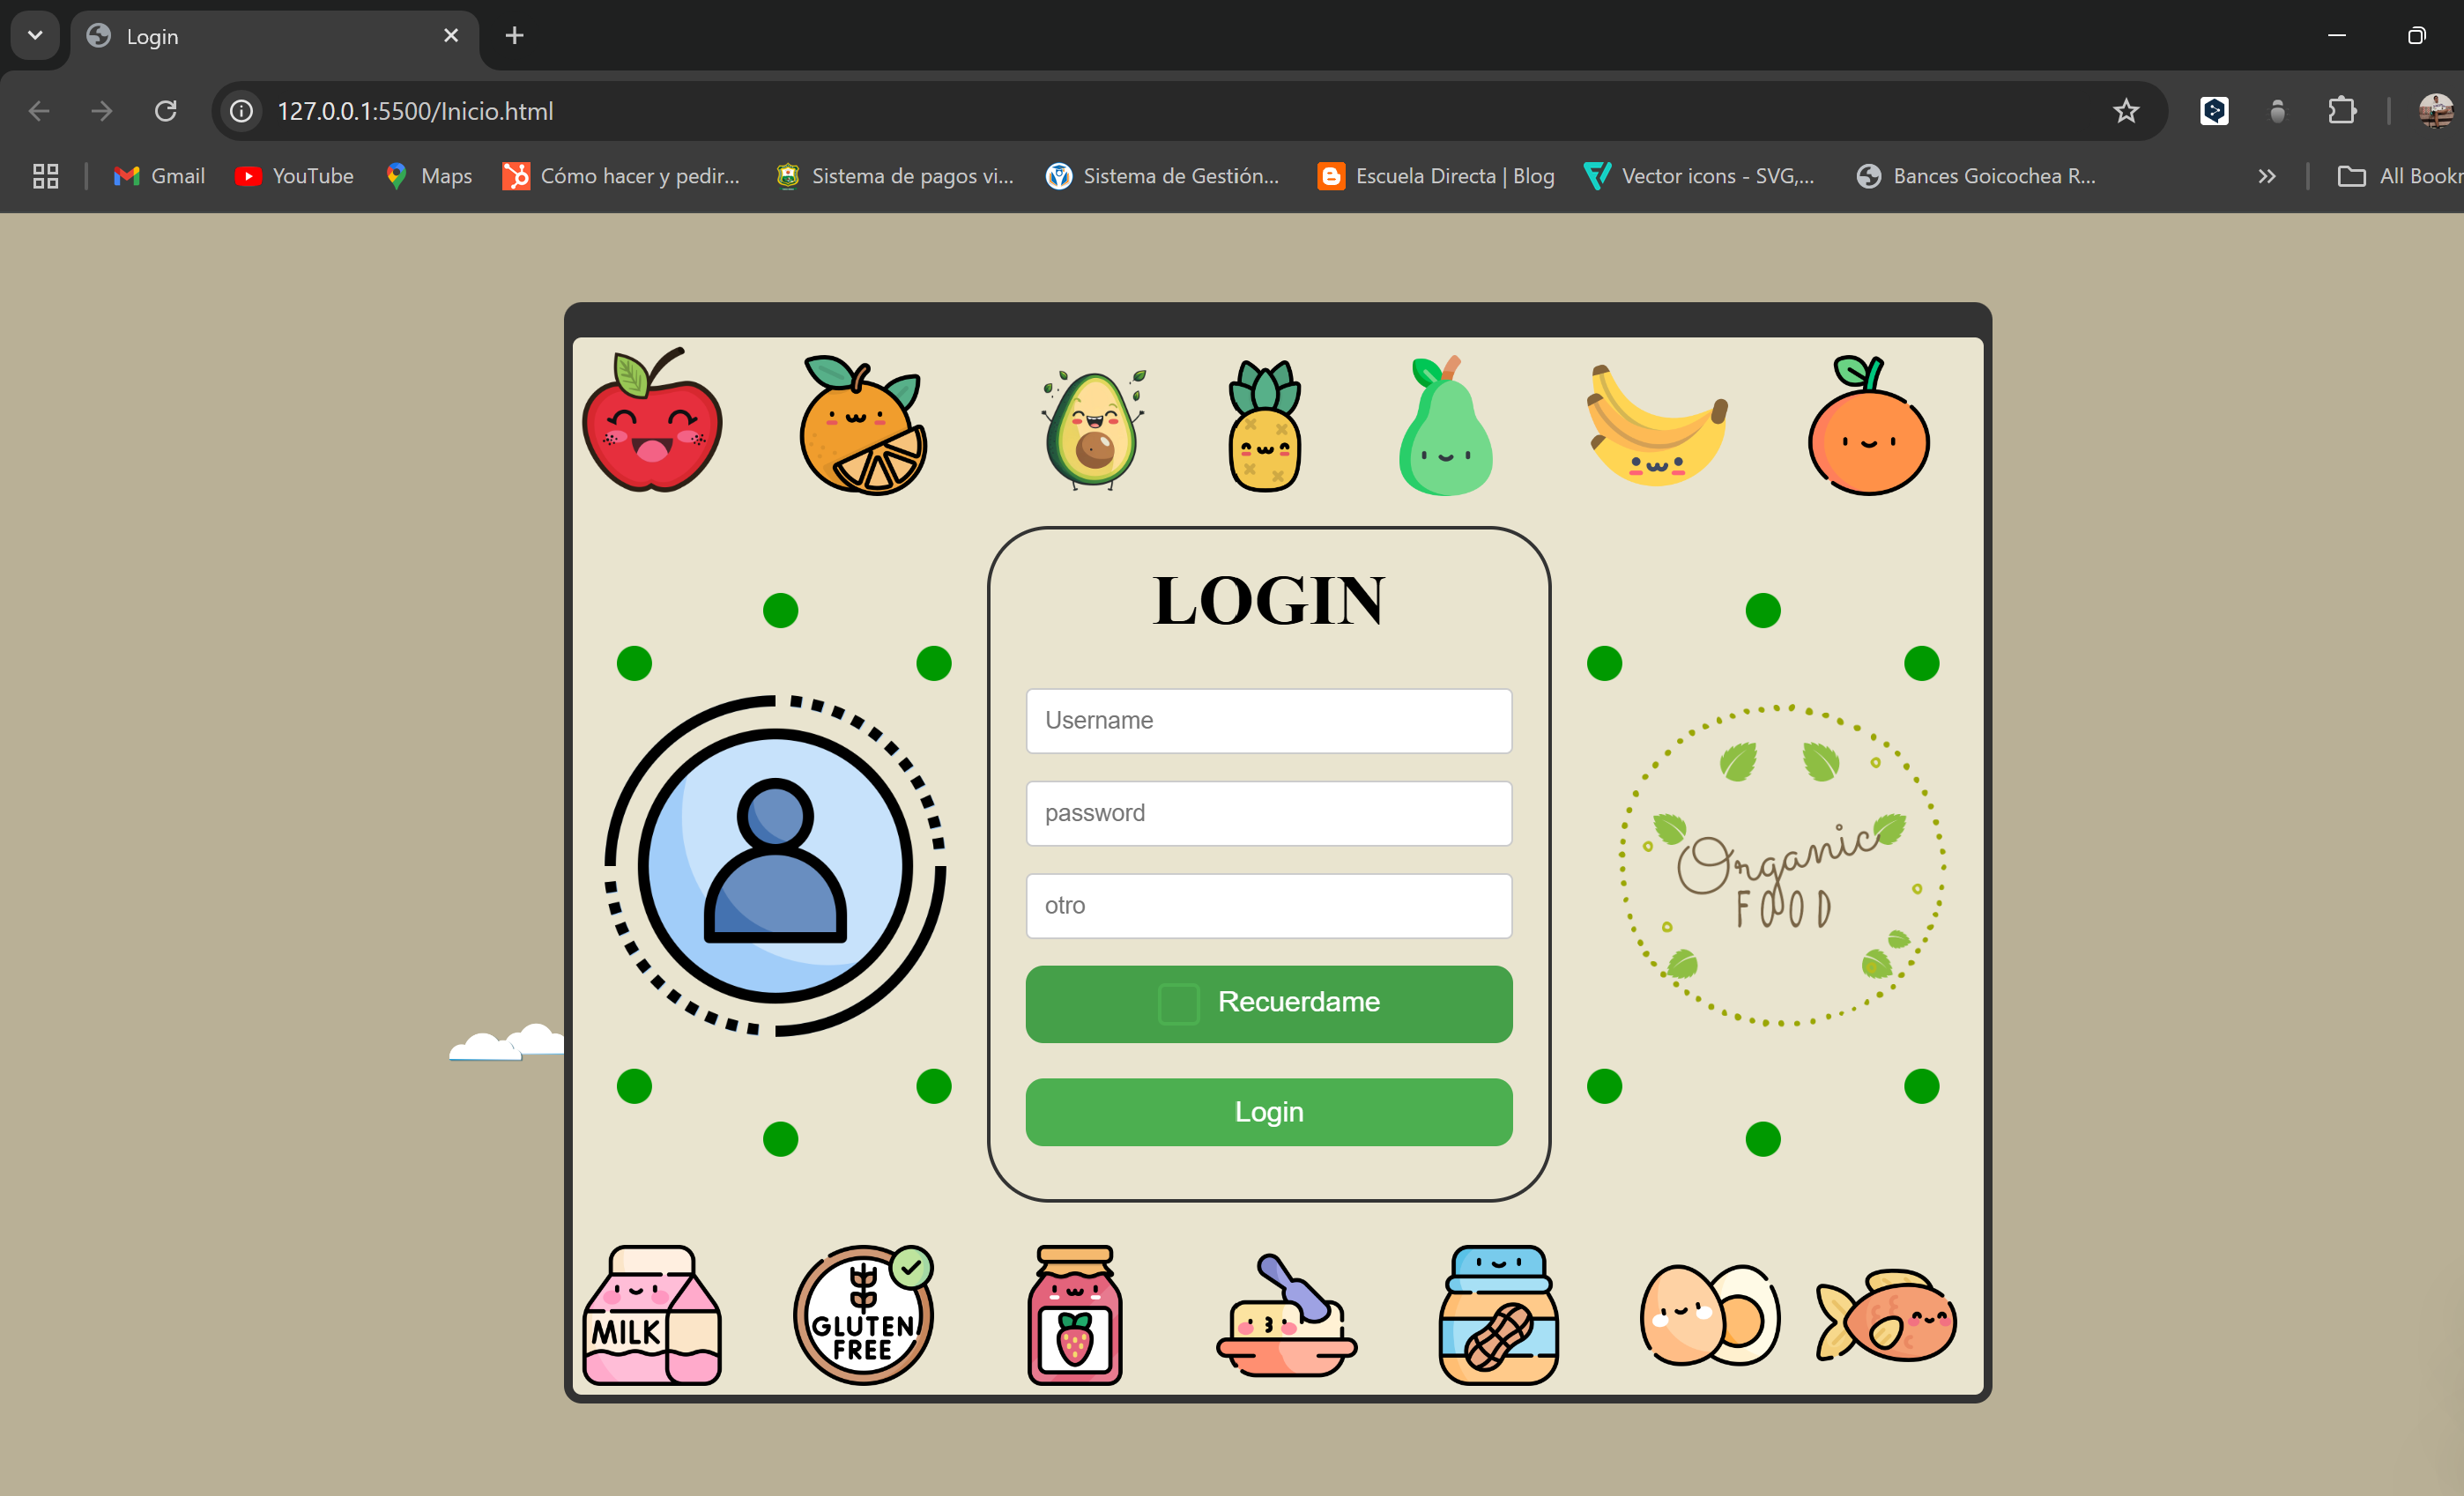 Login
127.0.0.1:5500/Inicio.html
Gmail
YouTube
Maps
Cómo hacer y pedir...
Sistema de pagos vi...
Sistema de Gestión...
Escuela Directa | Blog
Vector icons - SVG,...
Bances Goicochea R...
All Bookr
LOGIN
Username
password
otro
Recuerdame
Login
Organic
FOOD
MILK
GLUTEN
FREE